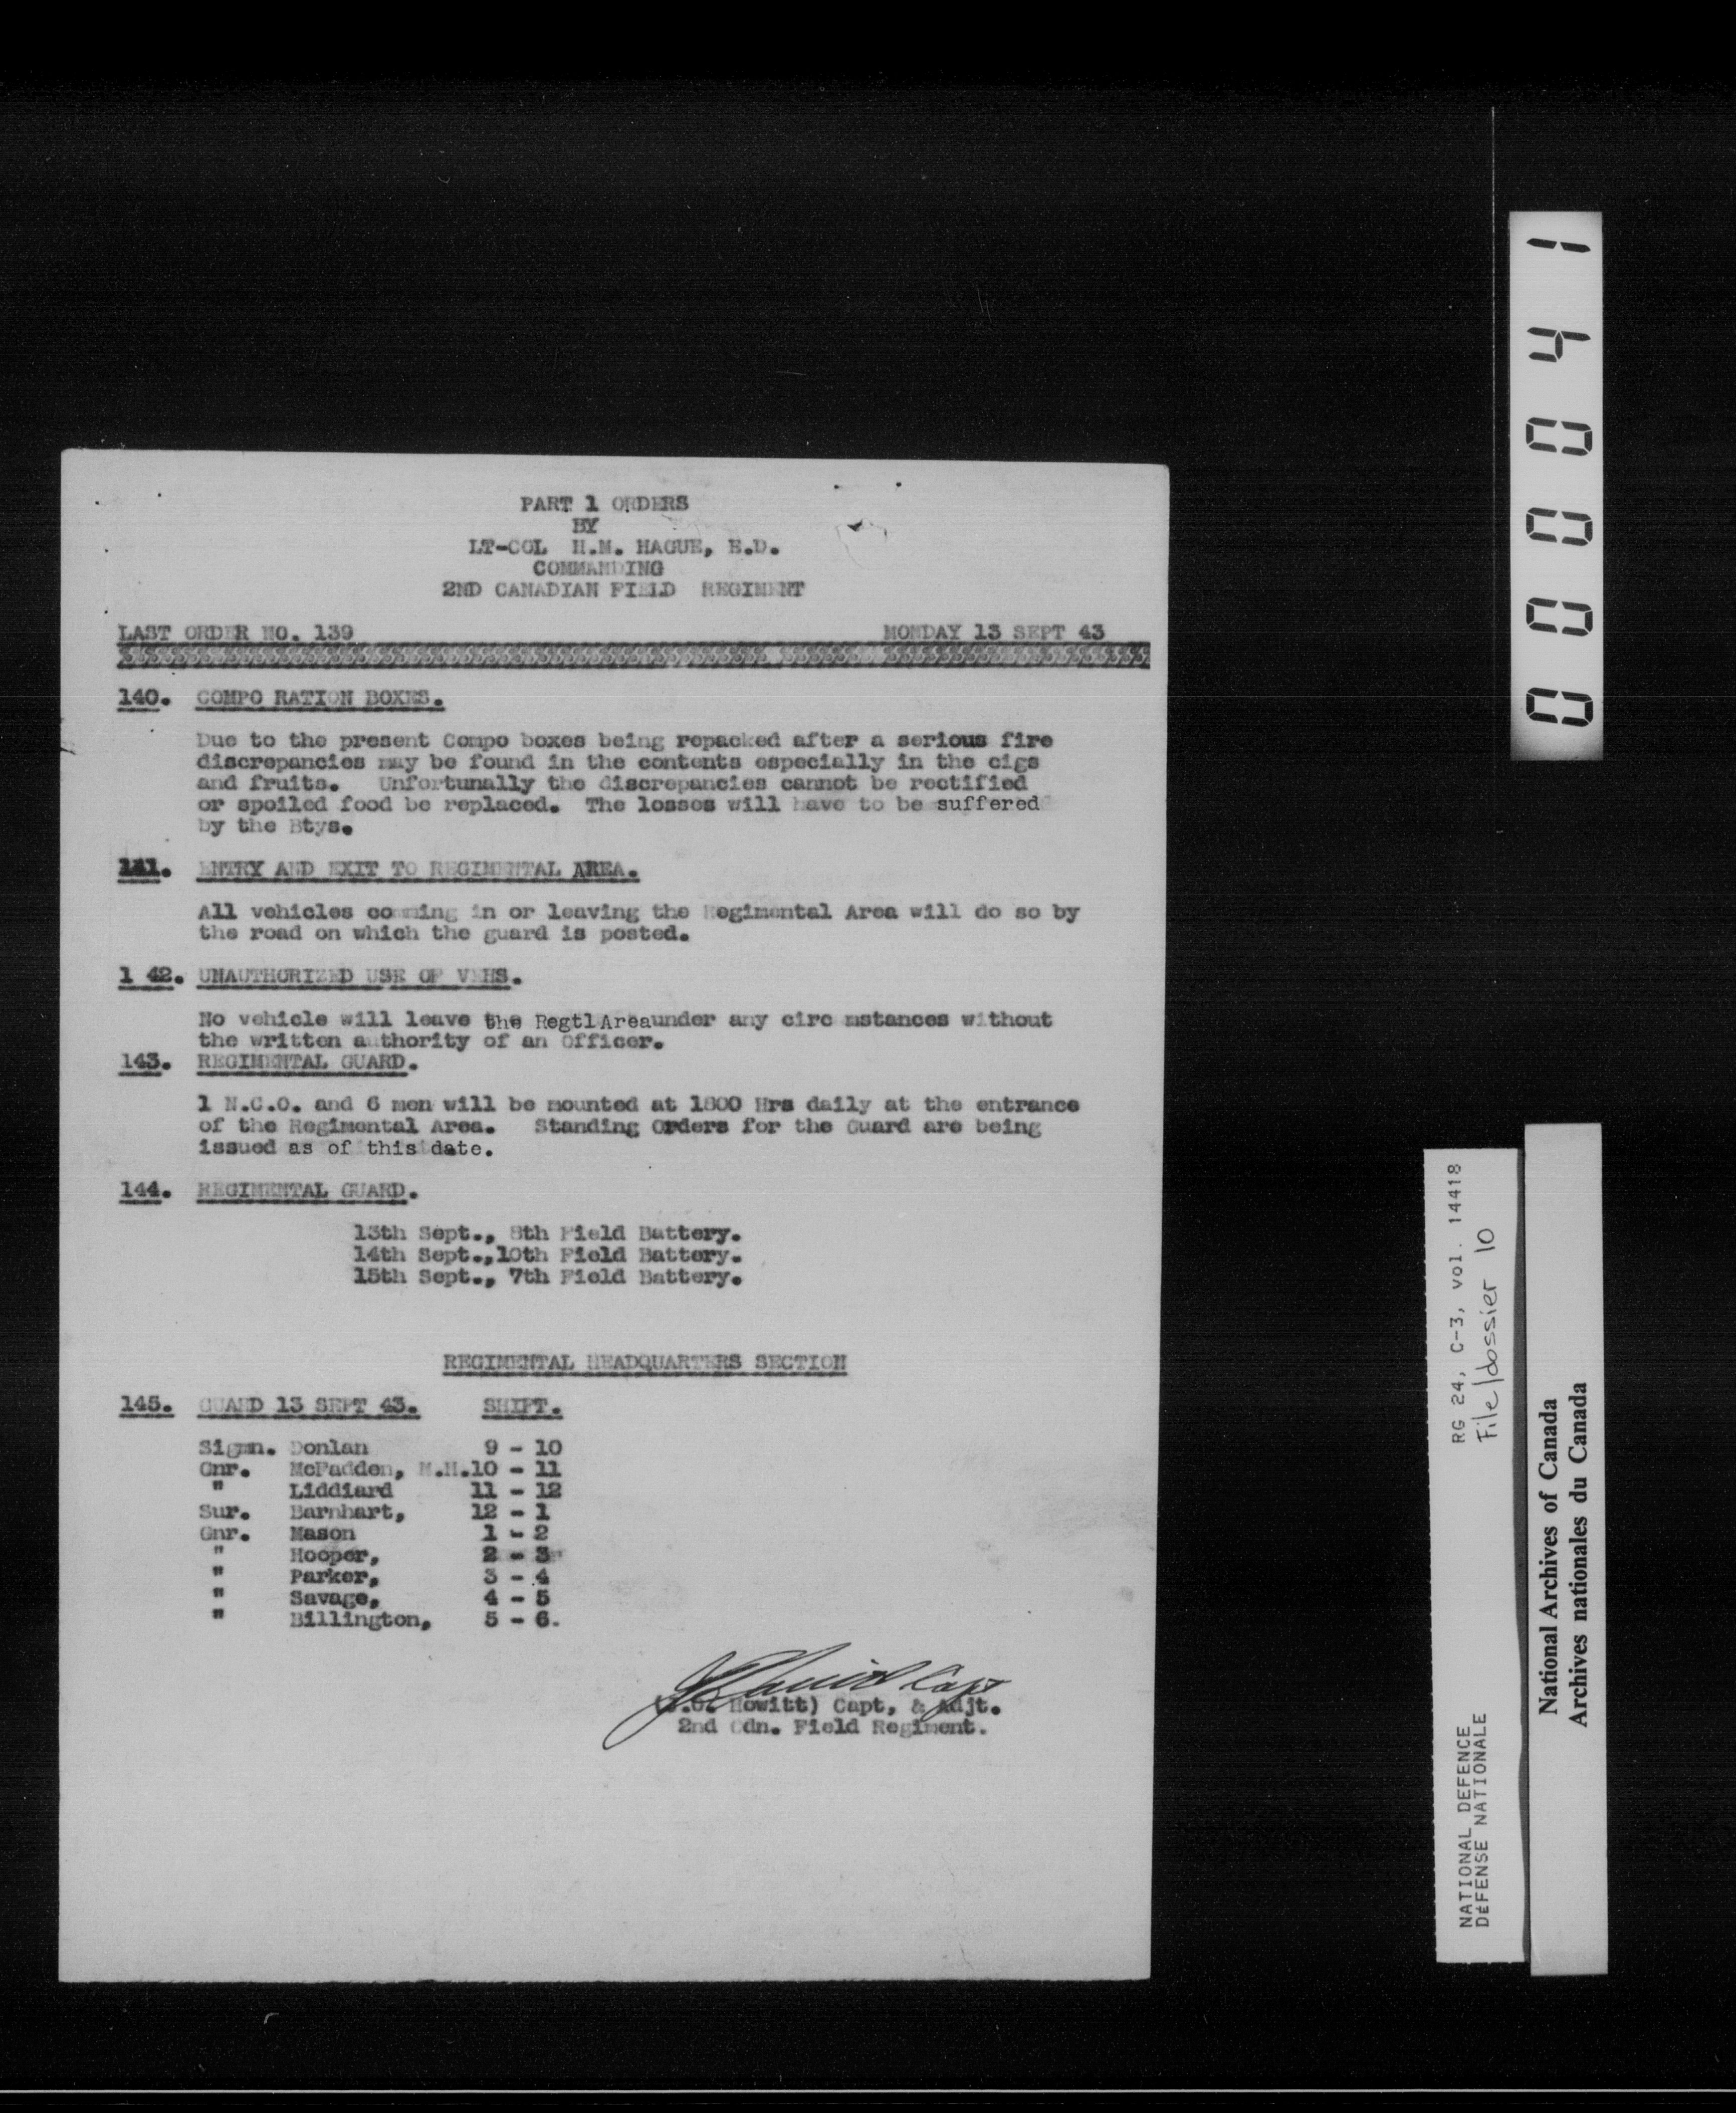 PART 1 ORDERS
BY
LT-COL H.M. HAGUE, E.D.
COMMANDING
2ND CANADIAN FIELD REGIMENT
LAST ORDER NO. 139 MONDAY 13 SEPT 43
140. COMPO RATION BOXES.
Due to the present Compo boxes being repacked after a serious fire
discrepancies may be found in the contents especially in the cigs
and fruits. Unfortunally the discrepancies cannot be rectified
or spoiled food be replaced. The losses will have to be suffered
by the Btys.
141. ENTRY AND EXIT TO REGIMENTAL AREA.
All vehicles comming in or leaving the Regimental Area will do so by
the road on which the guard is posted.
1 42. UNAUTHORIZED USE OF VEHS.
No vehicle will leave the Regtl Areaunder any circ mstances without
the written authority of an Officer.
143. REGIMENTAL GUARD.
1 N.C.O. and 6 men will be mounted at 1800 Hrs daily at the entrance
of the Regimental Area. Standing Orders for the Guard are being
issued as of this date.
144. REGIMENTAL GUARD.
13th Sept., 8th Field Battery.
14th Sept.,10th Field Battery.
15th Sept., 7th Field Battery.
REGIMENTAL HEADQUARTERS SECTION
145. GUARD 13 SEPT 43. SHIFT.
Sigmn. Donlan 9 - 10
Gnr. McFadden, M.H.10 - 11
" Liddiard 11 - 12
Sur. Barnhart, 12 - 1
Gnr. Mason 1 - 2
" Hooper, 2 - 3
" Parker, 3 - 4
" Savage, 4 - 5
" Billington, 5 - 6.
Capt
Howitt) Capt, & Adjt.
2nd Cdn. Field Regiment.
000041
RG 24, C-3, vol. 14418
File/dossier 10
NATIONAL DEFENCE
DÉFENSE NATIONALE
National Archives of Canada
Archives nationales du Canada